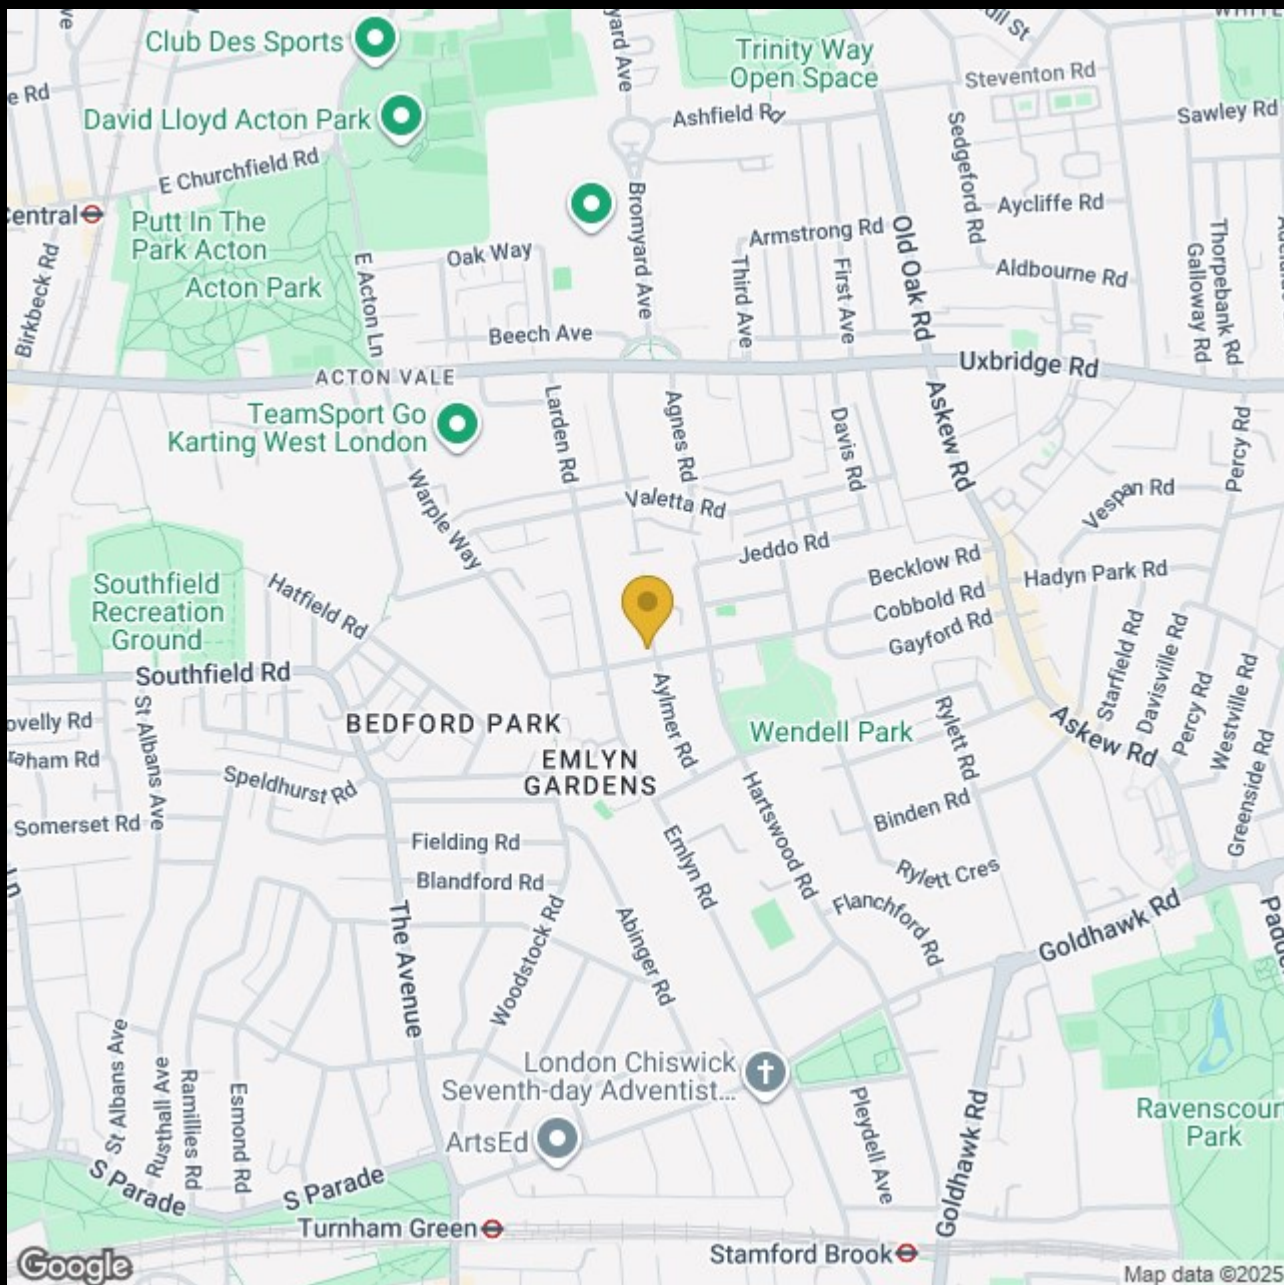 Club Des Sports
David Lloyd Acton Park
E Churchfield Rd
Central
Putt In The
Park Acton
Acton Park
Birkbeck Rd
E Acton Ln
Oak Way
Beech Ave
Bromyard Ave
yard Ave
Trinity Way
Open Space
Ashfield Rd
Steventon Rd
Sawley Rd
Sedgeford Rd
Aycliffe Rd
Armstrong Rd
Aldbourne Rd
Third Ave
First Ave
Old Oak Rd
Thorpebank Rd
Galloway Rd
e Rd
ACTON VALE
Uxbridge Rd
TeamSport Go
Karting West London
Larden Rd
Agnes Rd
Davis Rd
Askew Rd
Percy Rd
Valetta Rd
Vespan Rd
Warple Way
Jeddo Rd
Becklow Rd
Hadyn Park Rd
Cobbold Rd
Gayford Rd
Southfield
Recreation
Ground
Hatfield Rd
Southfield Rd
Starfield Rd
Davisville Rd
Percy Rd
Westville Rd
Greenside Rd
Askew Rd
Aylmer Rd
Wendell Park
Rylett Rd
BEDFORD PARK
EMLYN
GARDENS
ovelly Rd
raham Rd
St Albans Ave
Speldhurst Rd
Somerset Rd
Fielding Rd
Blandford Rd
Hartswood Rd
Binden Rd
Emlyn Rd
Rylett Cres
Flanchford Rd
Goldhawk Rd
Ln
The Avenue
Woodstock Rd
Abinger Rd
London Chiswick
Seventh-day Adventist...
ArtsEd
Pleydell Ave
Goldhawk Rd
Ravenscour
Park
St Albans Ave
Rusthall Ave
Ramillies Rd
Esmond Rd
S Parade
S Parade
Turnham Green
Stamford Brook
Google
Map data ©2025